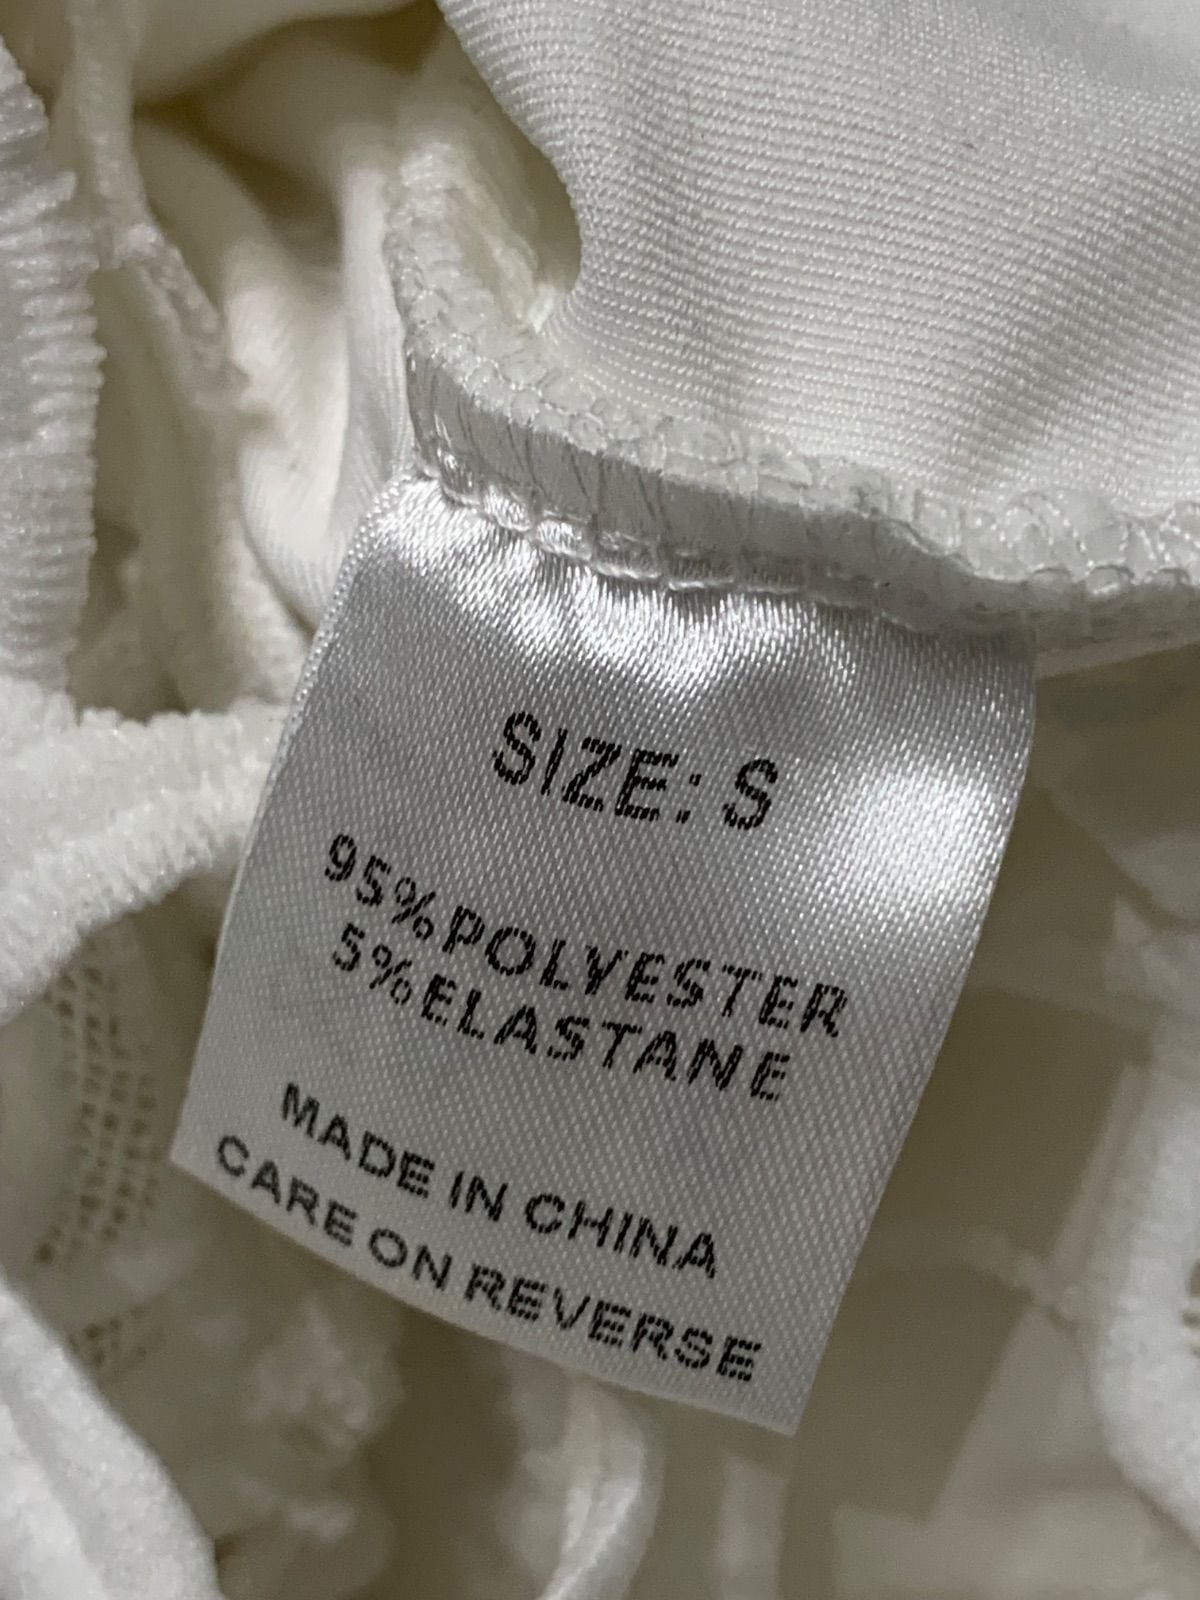 SIZE: S
95%POLYESTER
5%ELASTANE
MADE IN CHINA
CARE ON REVERSE